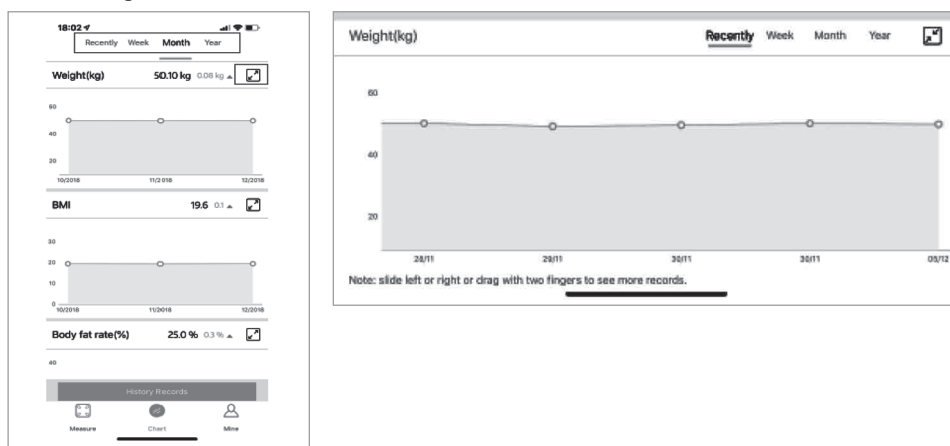 18:02
Recently Week Month Year
Weight(kg) 50.10 kg 0.08 kg
60
40
20
10/2018 11/2018 12/2018
BMI 19.6 0.1
30
20
10
0
10/2018 11/2018 12/2018
Body fat rate(%) 25.0 % 0.3 %
40
History Records
Measure Chart Mine
Weight(kg) Recently Week Month Year
60
40
20
28/11 29/11 30/11 30/11 05/12
Note: slide left or right or drag with two fingers to see more records.